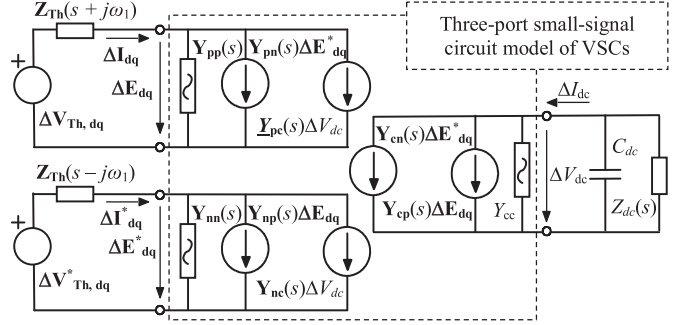 Z_Th(s + jω₁)
ΔI_dq
ΔE_dq
+
ΔV_Th, dq
Y_pp(s)
Y_pn(s)ΔE*_dq
Y_pc(s)ΔV_dc
Three-port small-signal
circuit model of VSCs
Z_Th(s−jω₁)
ΔI*_dq
ΔE*_dq
+
ΔV*_Th, dq
Y_nn(s)
Y_np(s)ΔE_dq
Y_nc(s)ΔV_dc
Y_cn(s)ΔE*_dq
Y_cp(s)ΔE_dq
Y_cc
ΔI_dc
ΔV_dc
C_dc
Z_dc(s)